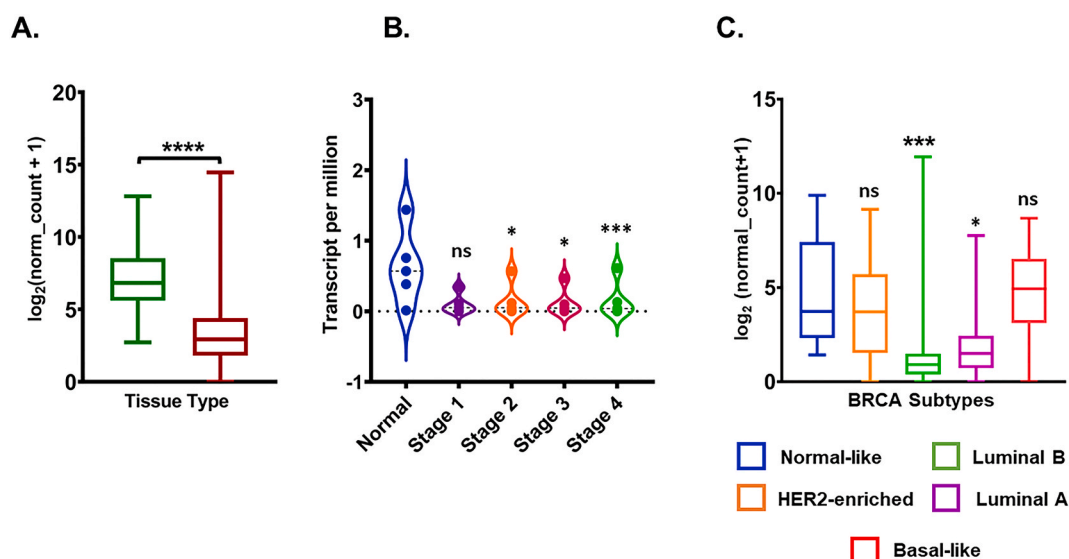 A.
B.
C.
log2(norm_count + 1)
20
15
10
5
0
****
Tissue Type
Transcript per million
3
2
1
0
-1
ns
*
*
***
Normal
Stage 1
Stage 2
Stage 3
Stage 4
log2 (normal_count+1)
15
10
5
0
ns
***
*
ns
BRCA Subtypes
Normal-like
Luminal B
HER2-enriched
Luminal A
Basal-like